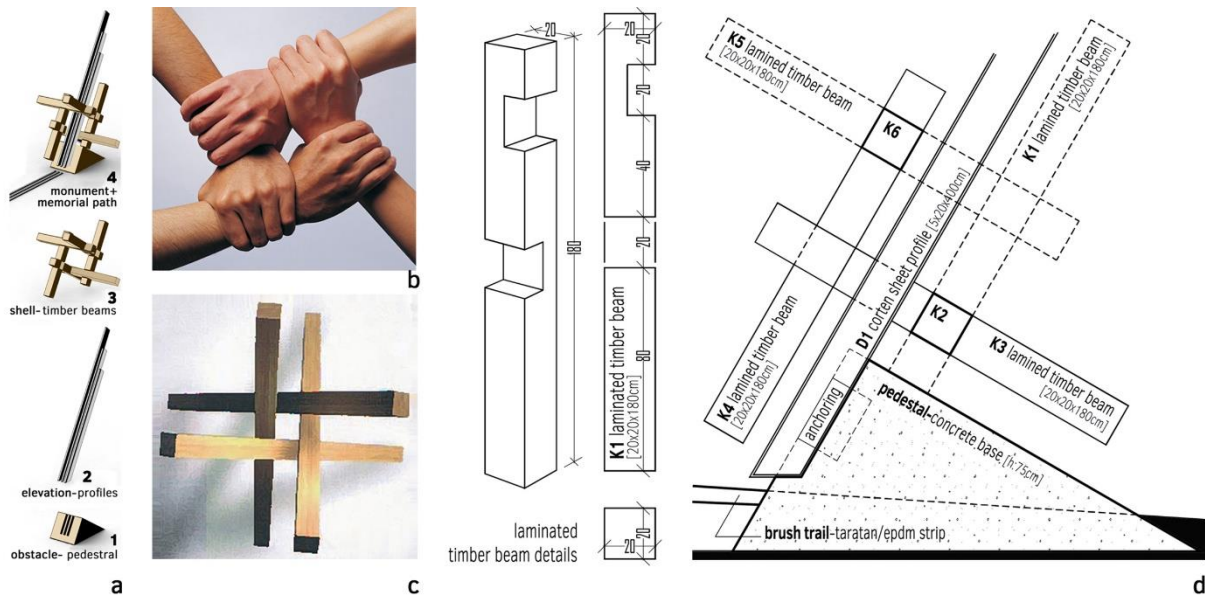 4
monument+
memorial path
3
shell-timber beams
2
elevation-profiles
1
obstacle- pedestal
a
b
c
20
180
20
20
20
40
20
80
K1 laminated timber beam
[20x20x180cm]
20
20
laminated
timber beam details
K5 lamined timber beam
[20x20x180cm]
K6
K1 lamined timber beam
[20x20x180cm]
D1 corten sheet profile [5x20x400cm]
K4 lamined timber beam
[20x20x180cm]
K2
K3 lamined timber beam
[20x20x180cm]
anchoring
pedestal-concrete base [h:75cm]
brush trail-taratan/epdm strip
d